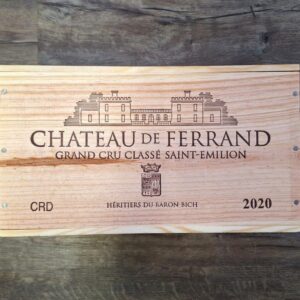 CHATEAU DE FERRAND
GRAND CRU CLASSÉ SAINT-EMILION
CRD
HÉRITIERS DU BARON BICH
2020